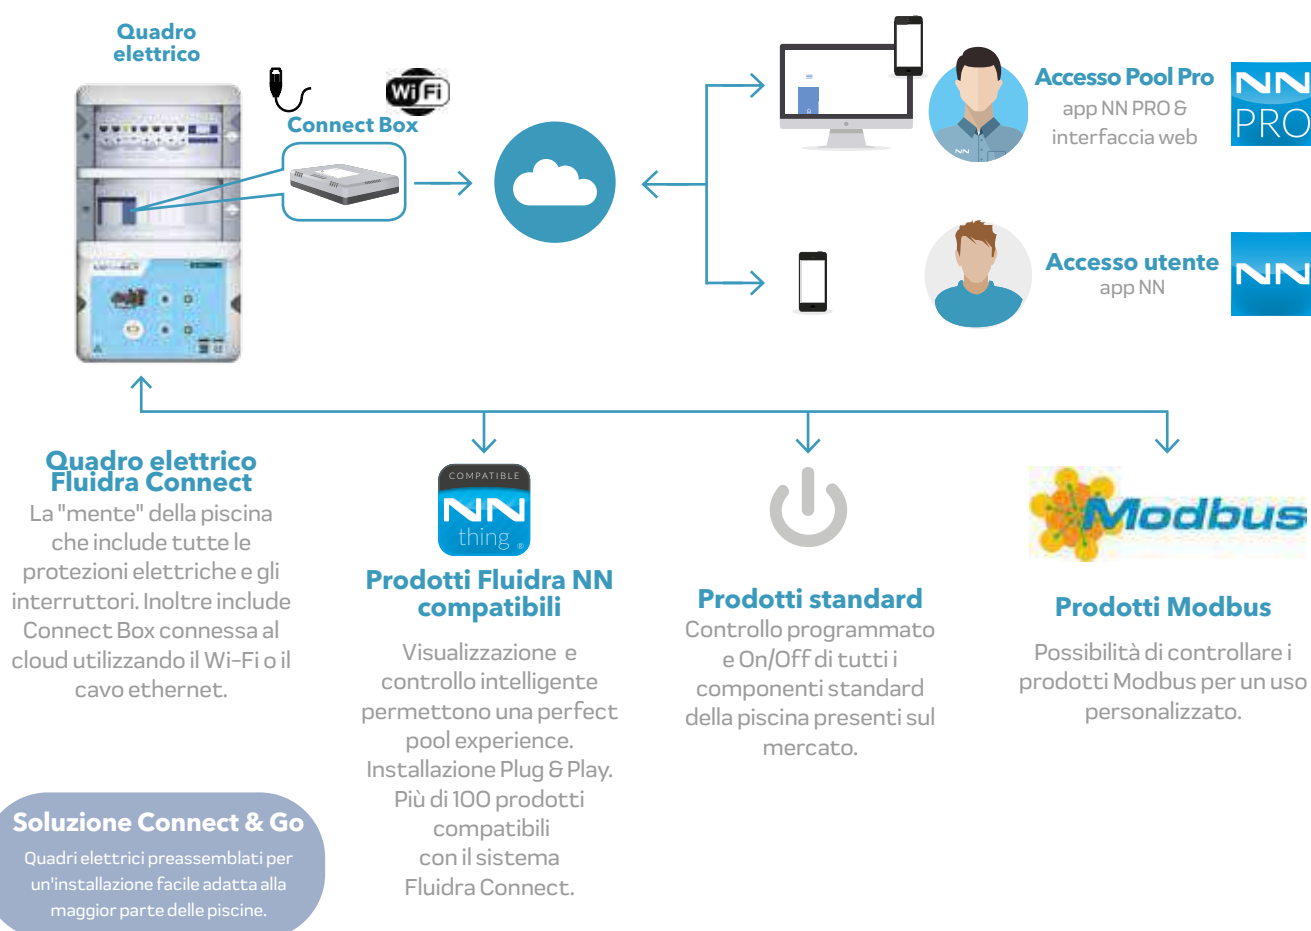 Quadro
elettrico
WiFi
Connect Box
Accesso Pool Pro
app NN PRO &
interfaccia web
NN
PRO
NN
Accesso utente
app NN
NN
CONNECT
Quadro elettrico
Fluidra Connect
La "mente" della piscina
che include tutte le
protezioni elettriche e gli
interruttori. Inoltre include
Connect Box connessa al
cloud utilizzando il Wi-Fi o il
cavo ethernet.
COMPATIBLE
NN
thing ®
Prodotti Fluidra NN
compatibili
Visualizzazione e
controllo intelligente
permettono una perfect
pool experience.
Installazione Plug & Play.
Più di 100 prodotti
compatibili
con il sistema
Fluidra Connect.
Prodotti standard
Controllo programmato
e On/Off di tutti i
componenti standard
della piscina presenti sul
mercato.
Modbus
Prodotti Modbus
Possibilità di controllare i
prodotti Modbus per un uso
personalizzato.
Soluzione Connect & Go
Quadri elettrici preassemblati per
un'installazione facile adatta alla
maggior parte delle piscine.